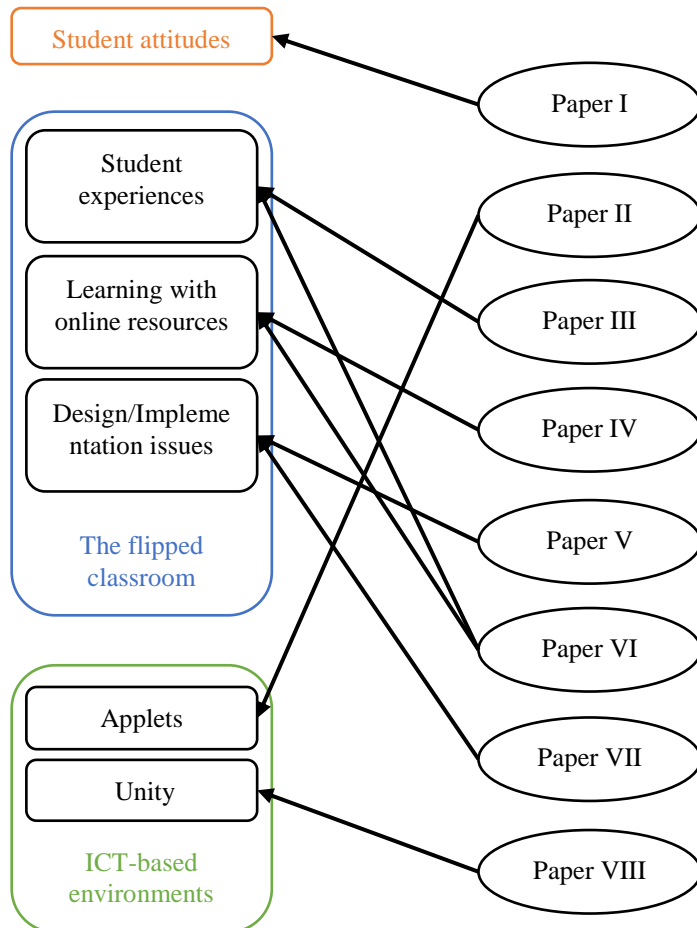 Student attitudes
Student
experiences
Learning with
online resources
Design/Impleme
ntation issues
The flipped
classroom
Applets
Unity
ICT-based
environments
Paper I
Paper II
Paper III
Paper IV
Paper V
Paper VI
Paper VII
Paper VIII